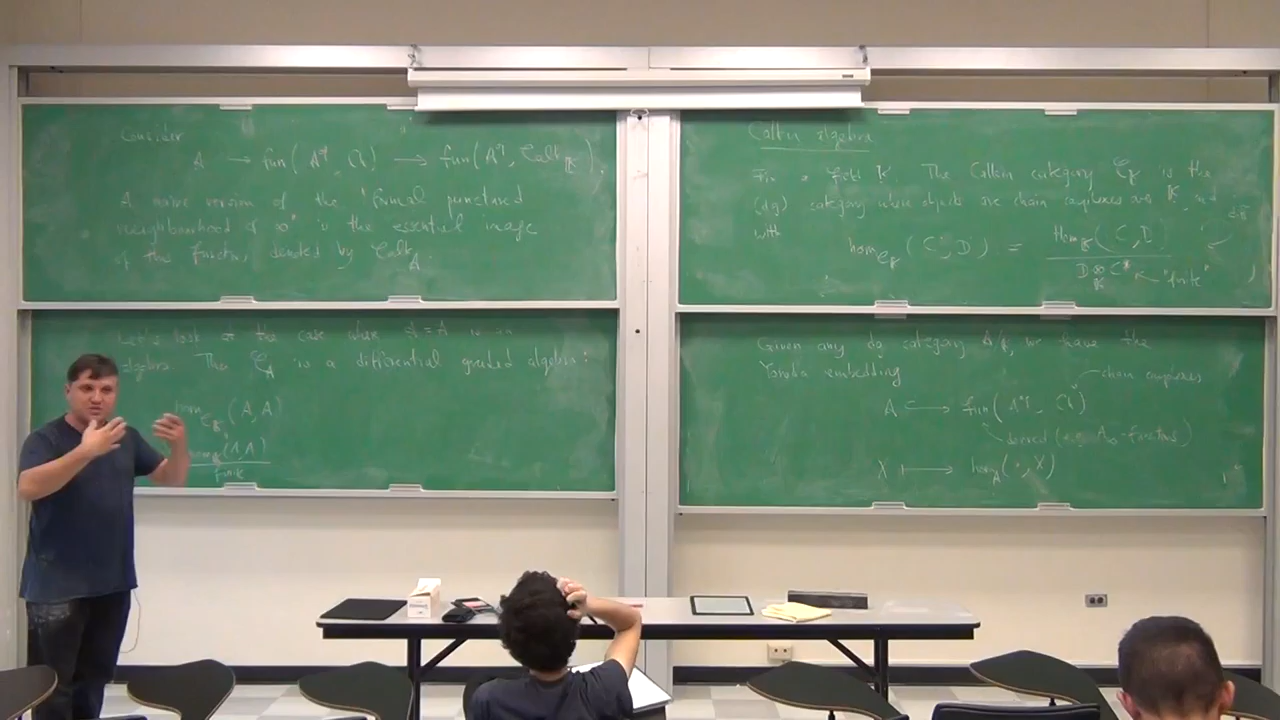 Consider
A → fun(A^op, Ch) → fun(A^op, Calk_K).
A naive version of the "formal punctured
neighbourhood of ∞" is the essential image
of this functor, denoted by Calk_A.
Let's look at the case where A = A is an
algebra. Then C_A is a differential graded algebra:
hom_{C_K}(A, A)
(A, A)
Calkin algebra
Fix a field K. The Calkin category C_K is the
(dg) category whose objects are chain complexes over K, and
with hom_{C_K}(C, D) = Hom_K(C, D)
D ⊗_K C* ← "finite"
Given any dg category A/K, we have the
Yoneda embedding
chain complexes
A ↪ fun(A^op, Ch)
derived (A∞-functors)
X ↦ hom_A(·, X)